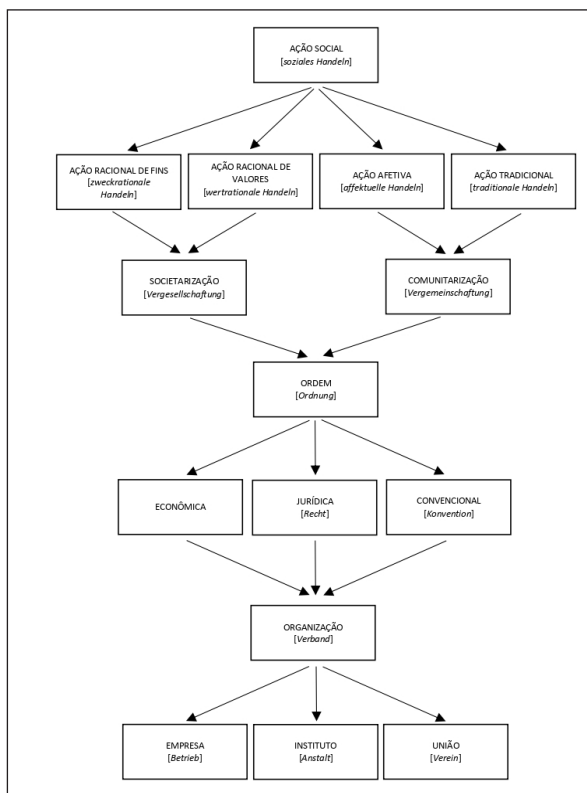 AÇÃO SOCIAL
[soziales Handeln]
AÇÃO RACIONAL DE FINS
[zweckrationale
Handeln]
AÇÃO RACIONAL DE
VALORES
[wertrationale Handeln]
AÇÃO AFETIVA
[affektuelle Handeln]
AÇÃO TRADICIONAL
[traditionale Handeln]
SOCIETARIZAÇÃO
[Vergesellschaftung]
COMUNITARIZAÇÃO
[Vergemeinschaftung]
ORDEM
[Ordnung]
ECONÔMICA
JURÍDICA
[Recht]
CONVENCIONAL
[Konvention]
ORGANIZAÇÃO
[Verband]
EMPRESA
[Betrieb]
INSTITUTO
[Anstalt]
UNIÃO
[Verein]